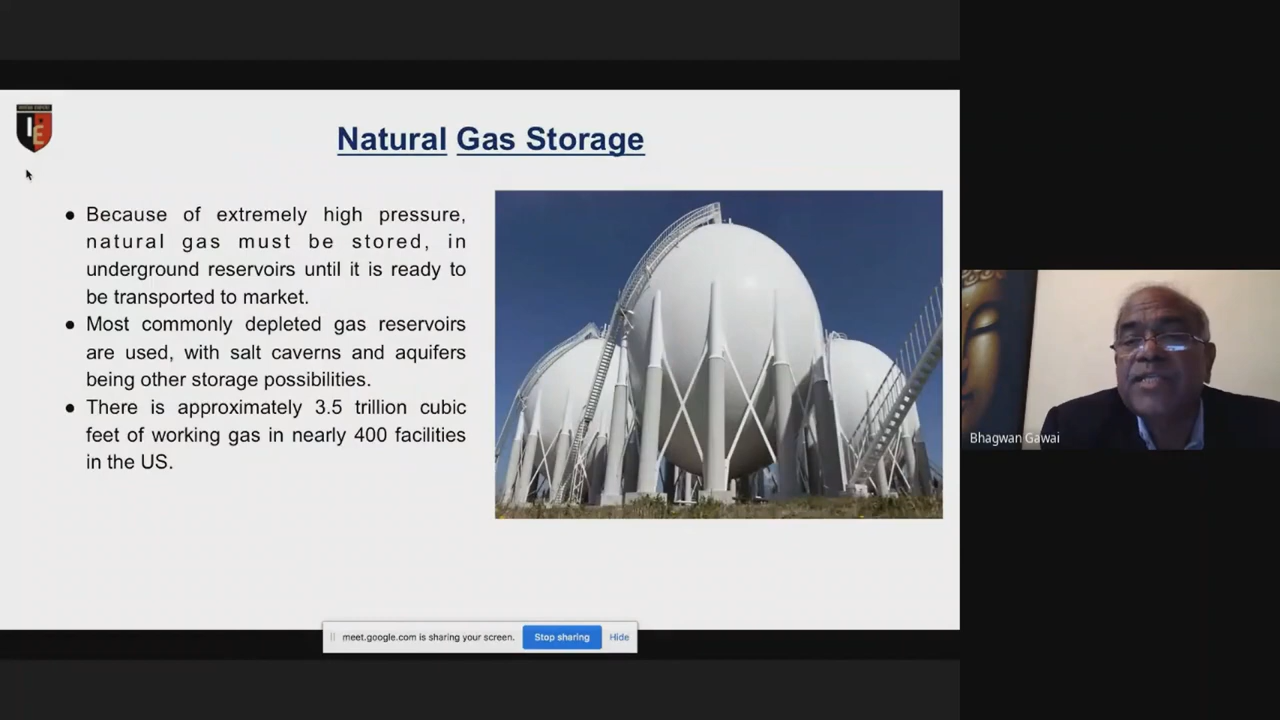 Natural Gas Storage
● Because of extremely high pressure,
natural gas must be stored, in
underground reservoirs until it is ready to
be transported to market.
● Most commonly depleted gas reservoirs
are used, with salt caverns and aquifers
being other storage possibilities.
● There is approximately 3.5 trillion cubic
feet of working gas in nearly 400 facilities
in the US.
IE
Bhagwan Gawai
meet.google.com is sharing your screen. Stop sharing Hide